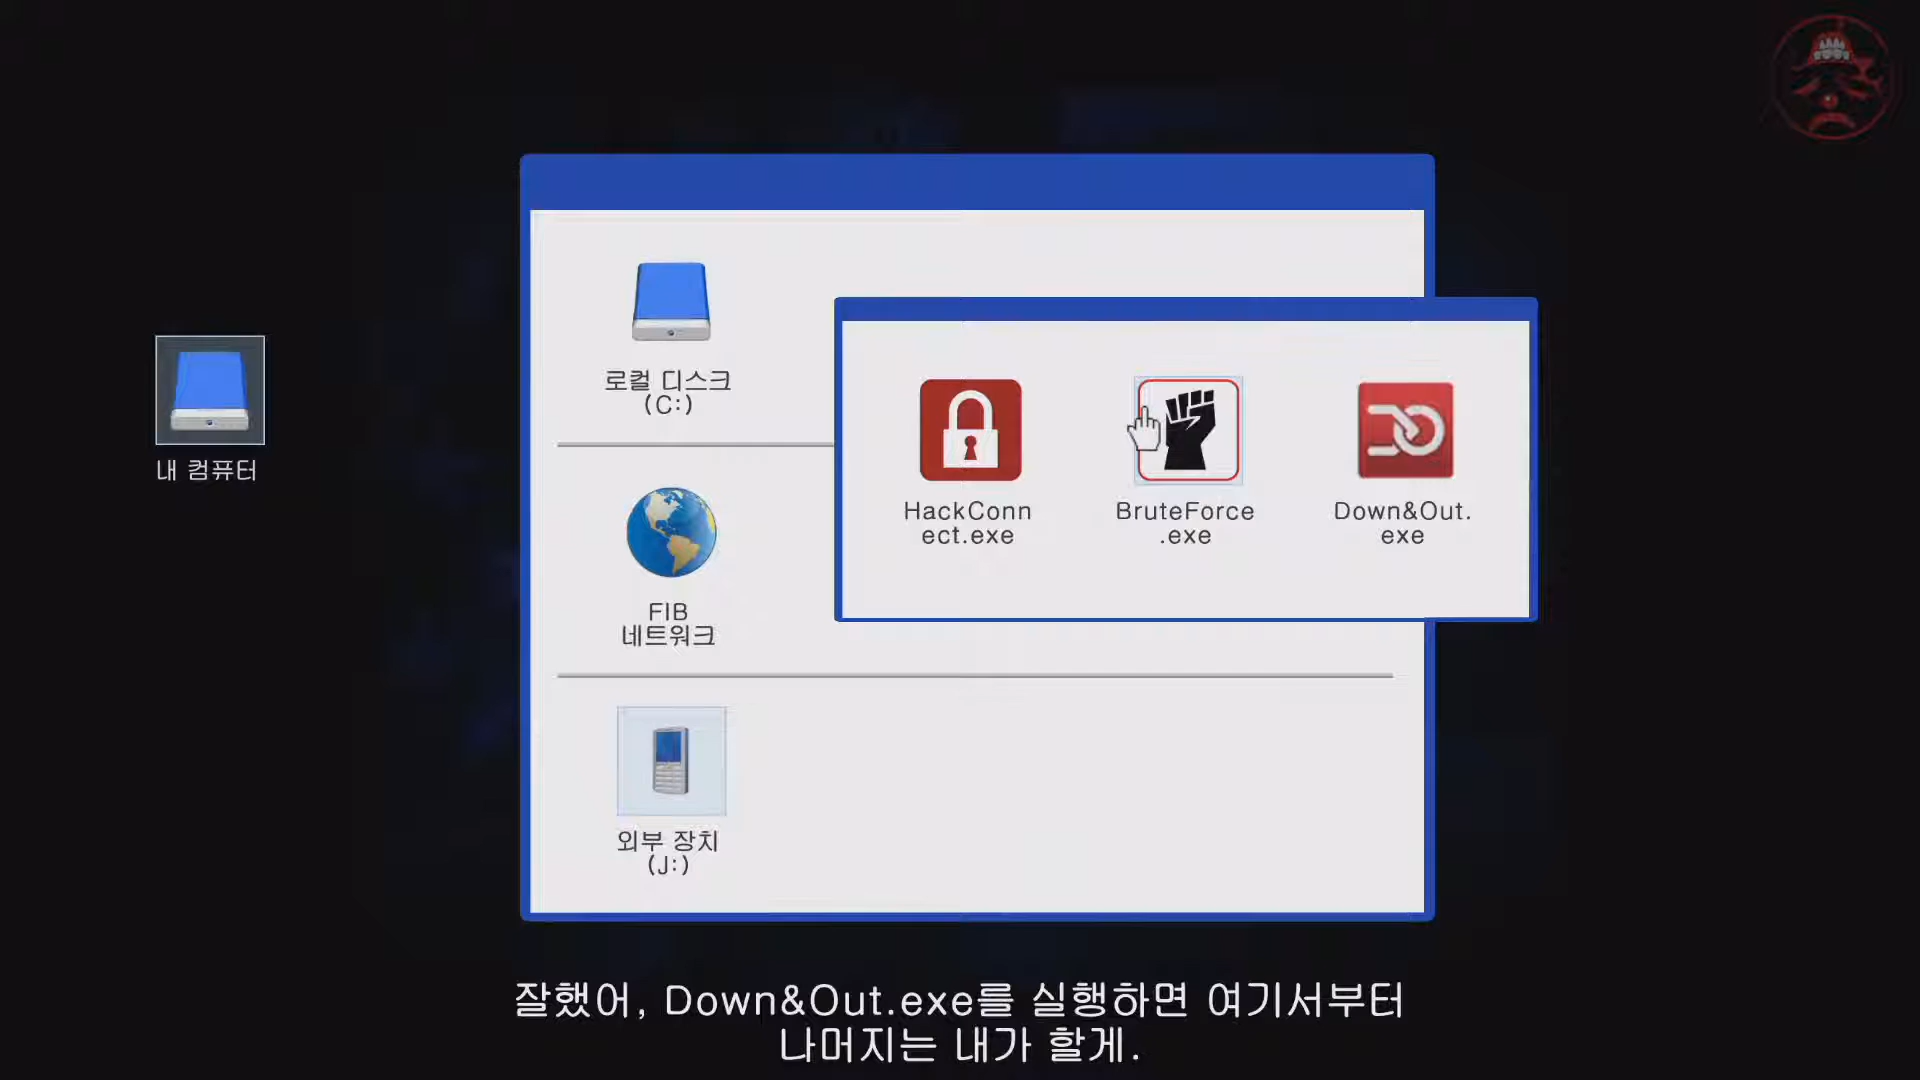 내 컴퓨터
로컬 디스크
(C:)
FIB
네트워크
외부 장치
(J:)
HackConn
ect.exe
BruteForce
.exe
Down&Out.
exe
잘했어, Down&Out.exe를 실행하면 여기서부터
나머지는 내가 할게.